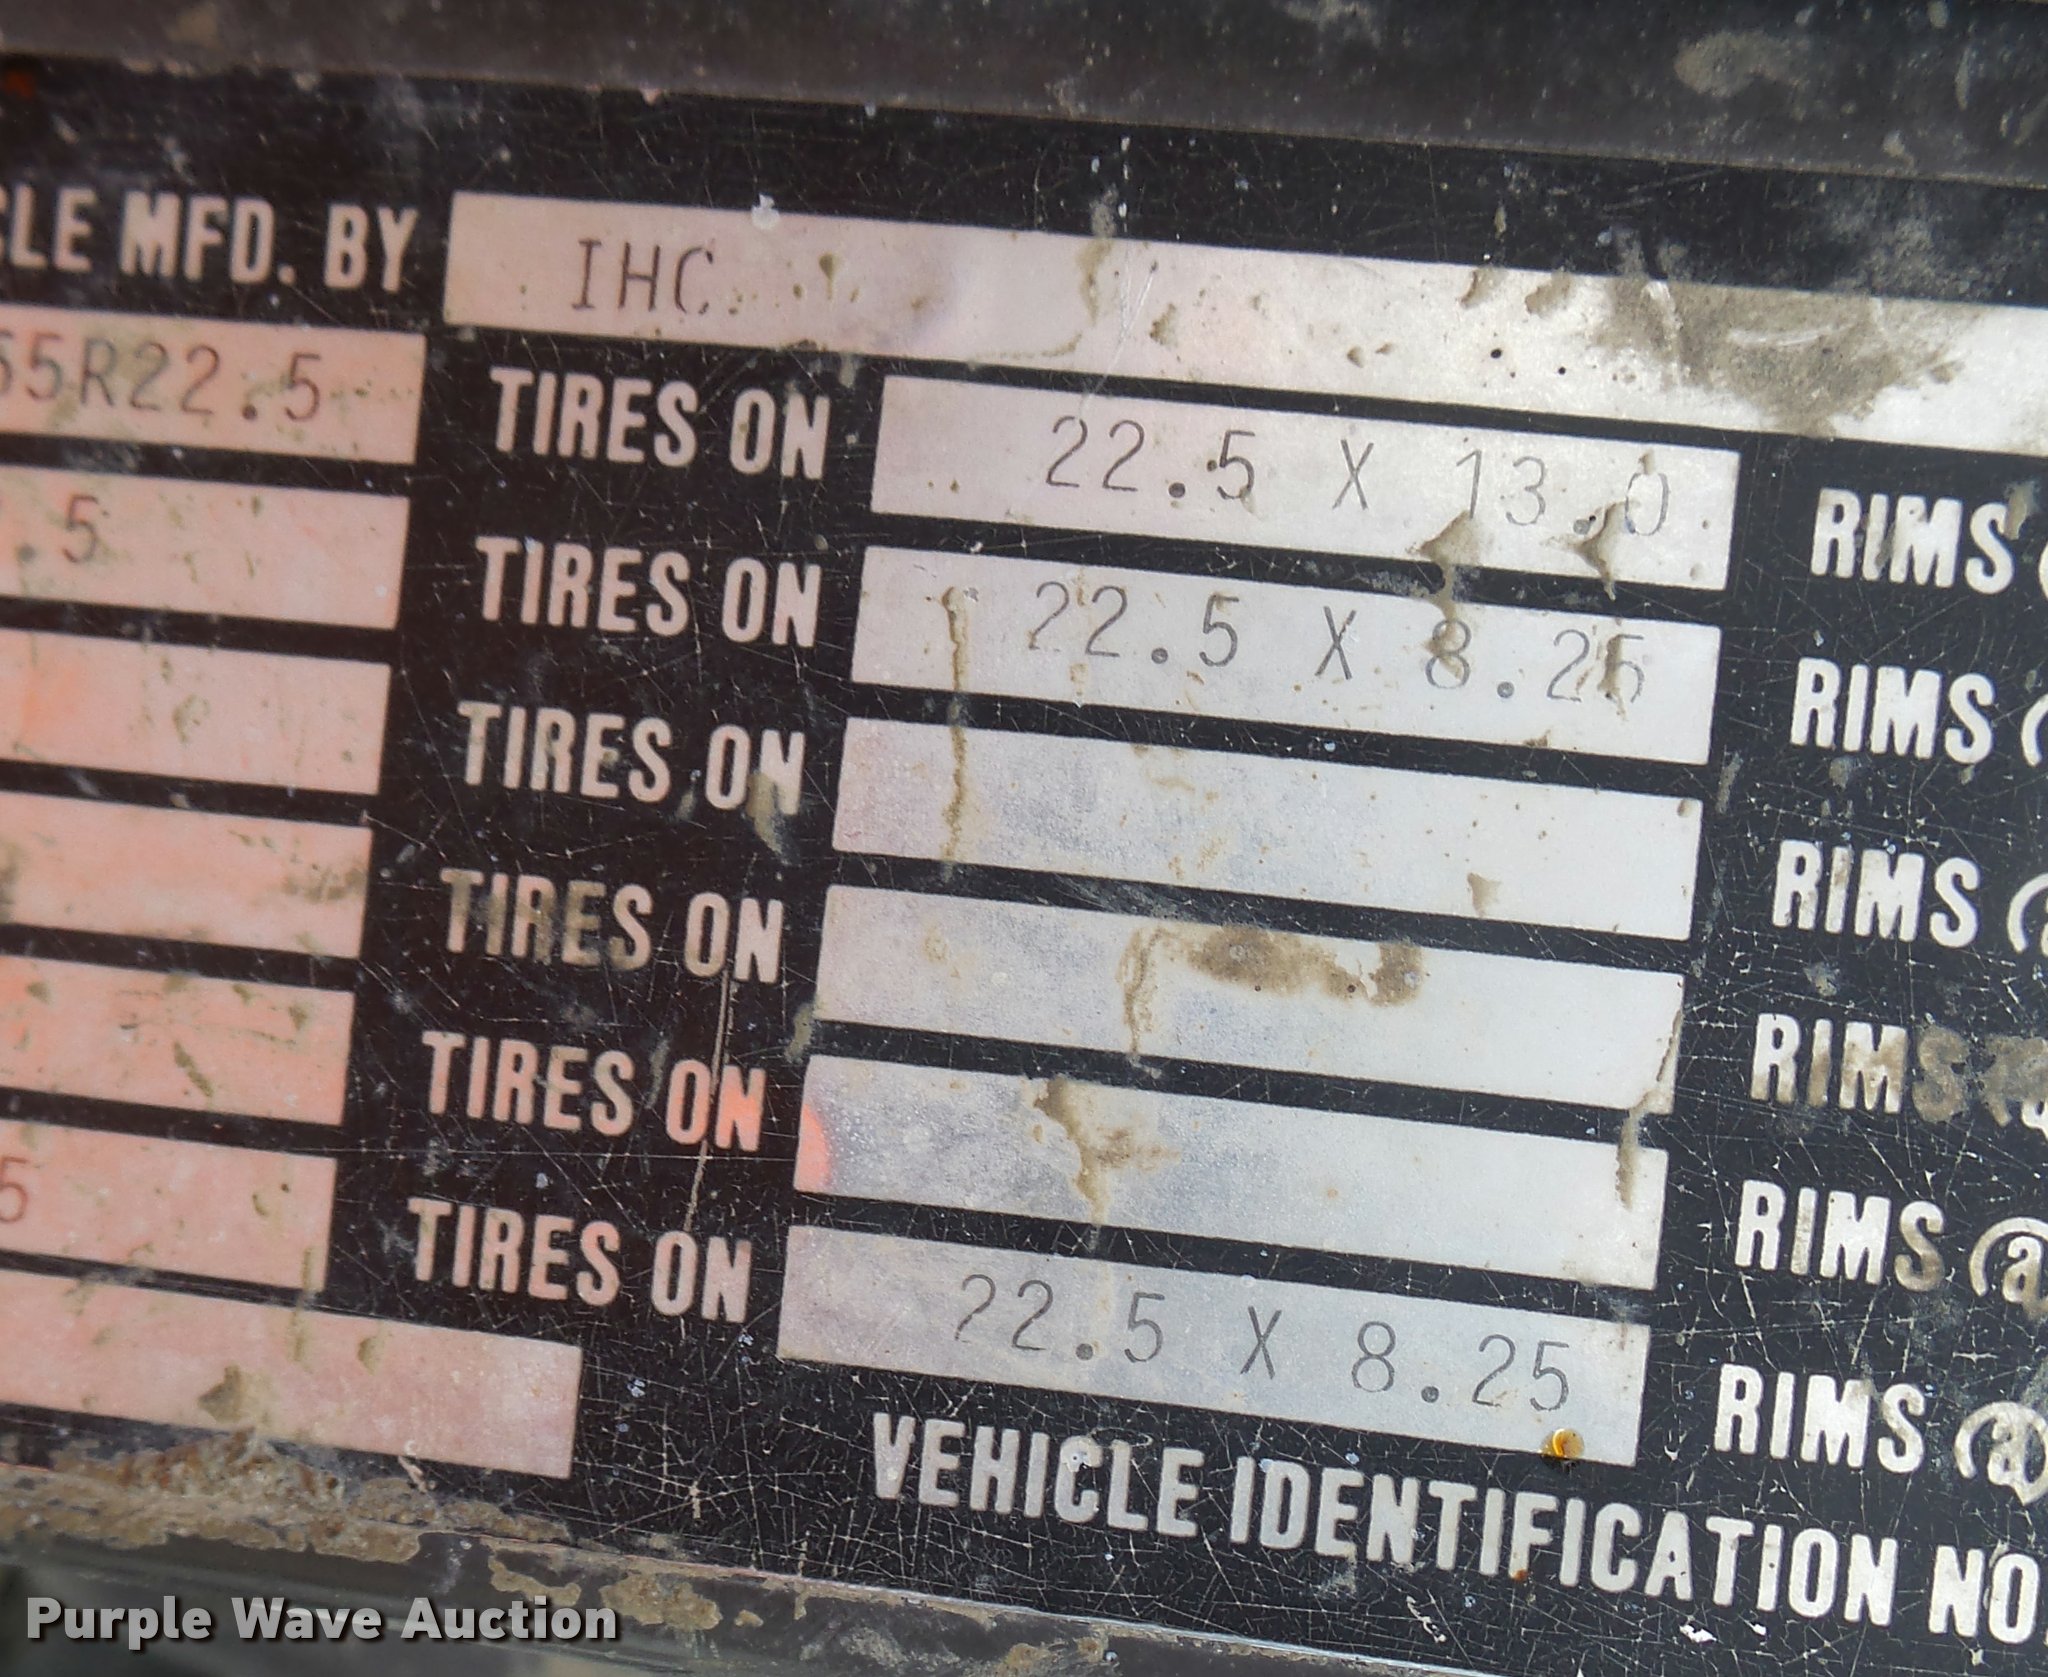 CLE MFD. BY IHC
55R22.5 TIRES ON 22.5 X 13.0 RIMS
.5 TIRES ON 22.5 X 8.25 RIMS
TIRES ON RIMS
TIRES ON RIMS
TIRES ON RIMS @
5 TIRES ON 22.5 X 8.25 RIMS @
VEHICLE IDENTIFICATION NO.
Purple Wave Auction